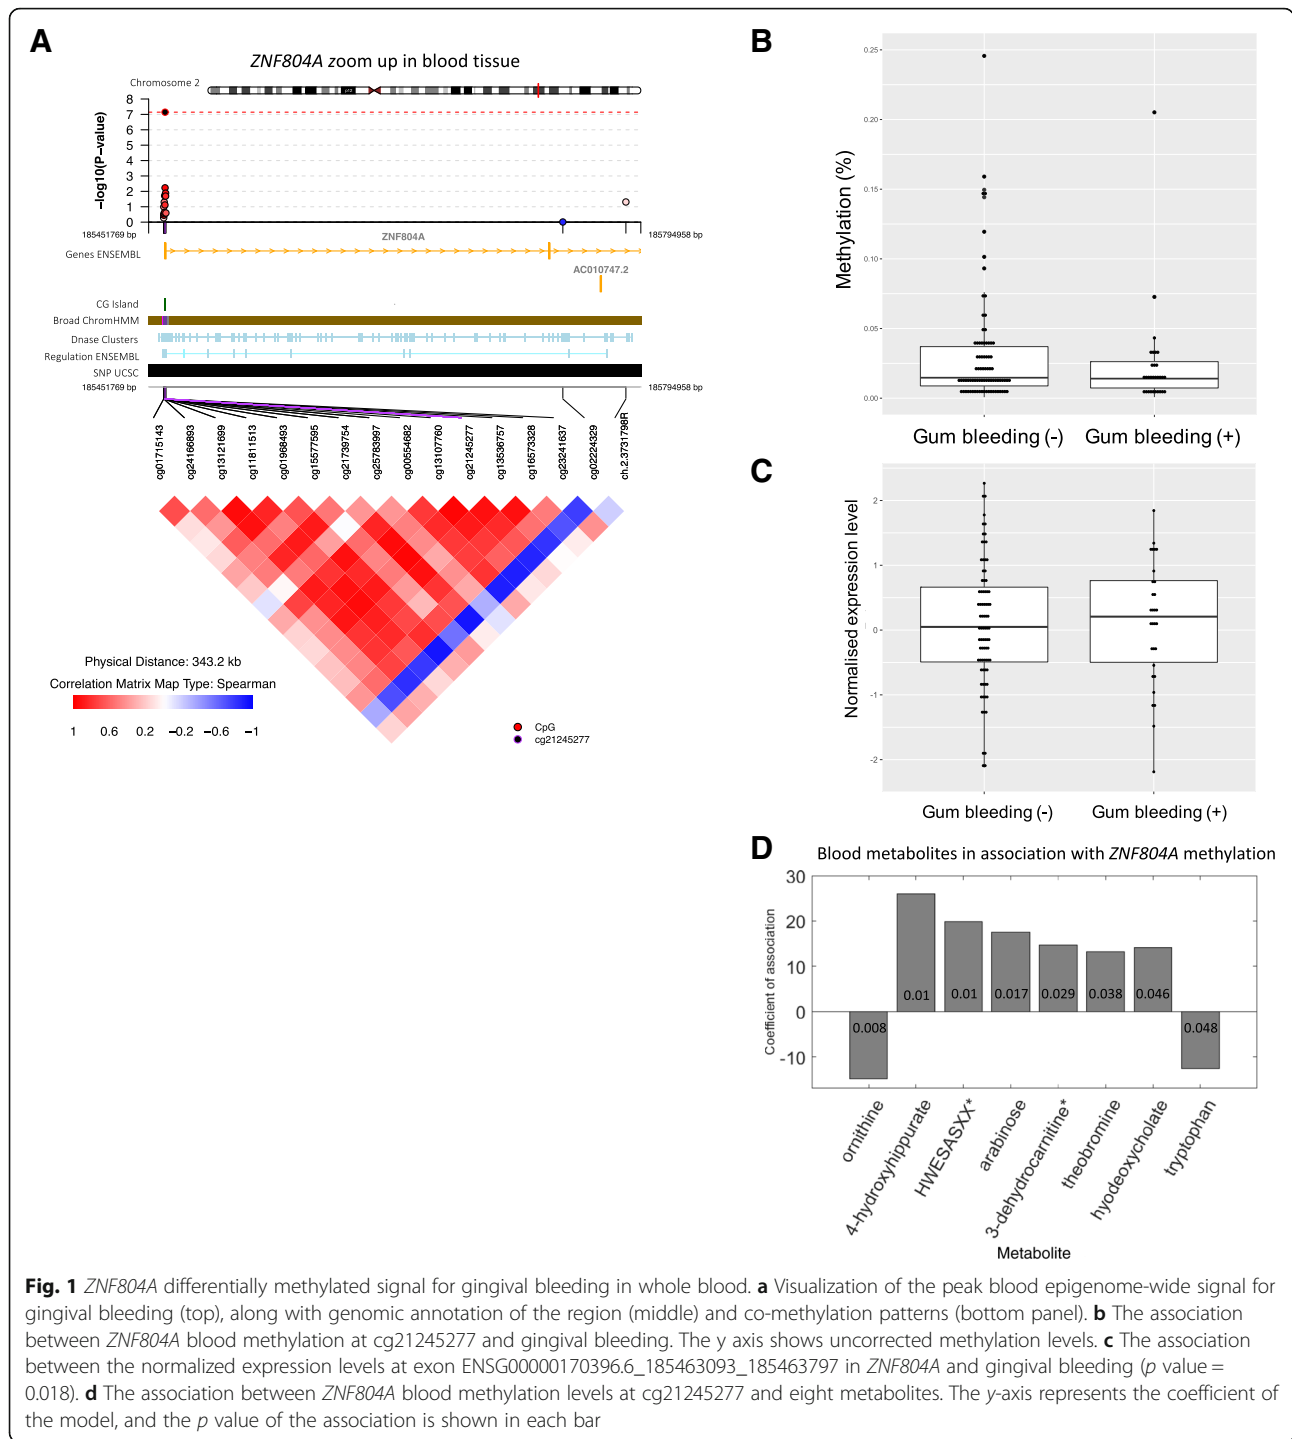 A
ZNF804A zoom up in blood tissue
Chromosome 2
8
7
6
5
4
3
2
1
0
−log10(P−value)
185451769 bp
185794958 bp
ZNF804A
Genes ENSEMBL
AC010747.2
CG Island
Broad ChromHMM
Dnase Clusters
Regulation ENSEMBL
SNP UCSC
185451769 bp
185794958 bp
cg01715143
cg24166893
cg13121699
cg11811513
cg01968493
cg15577595
cg21739754
cg25783997
cg00554682
cg13107760
cg21245277
cg13536757
cg16573328
cg23241637
cg02224329
ch.2.3731798R
Physical Distance: 343.2 kb
Correlation Matrix Map Type: Spearman
1 0.6 0.2 −0.2 −0.6 −1
CpG
cg21245277
B
Methylation (%)
0.25
0.20
0.15
0.10
0.05
0.00
Gum bleeding (-) Gum bleeding (+)
C
Normalised expression level
2
1
0
-1
-2
Gum bleeding (-) Gum bleeding (+)
D
Blood metabolites in association with ZNF804A methylation
Coefficient of association
30
20
10
0
-10
0.008
0.01
0.01
0.017
0.029
0.038
0.046
0.048
ornithine
4-hydroxyhippurate
HWESASXX*
arabinose
3-dehydrocarnitine*
theobromine
hyodeoxycholate
tryptophan
Metabolite
Fig. 1 ZNF804A differentially methylated signal for gingival bleeding in whole blood. a Visualization of the peak blood epigenome-wide signal for
gingival bleeding (top), along with genomic annotation of the region (middle) and co-methylation patterns (bottom panel). b The association
between ZNF804A blood methylation at cg21245277 and gingival bleeding. The y axis shows uncorrected methylation levels. c The association
between the normalized expression levels at exon ENSG00000170396.6_185463093_185463797 in ZNF804A and gingival bleeding (p value =
0.018). d The association between ZNF804A blood methylation levels at cg21245277 and eight metabolites. The y-axis represents the coefficient of
the model, and the p value of the association is shown in each bar